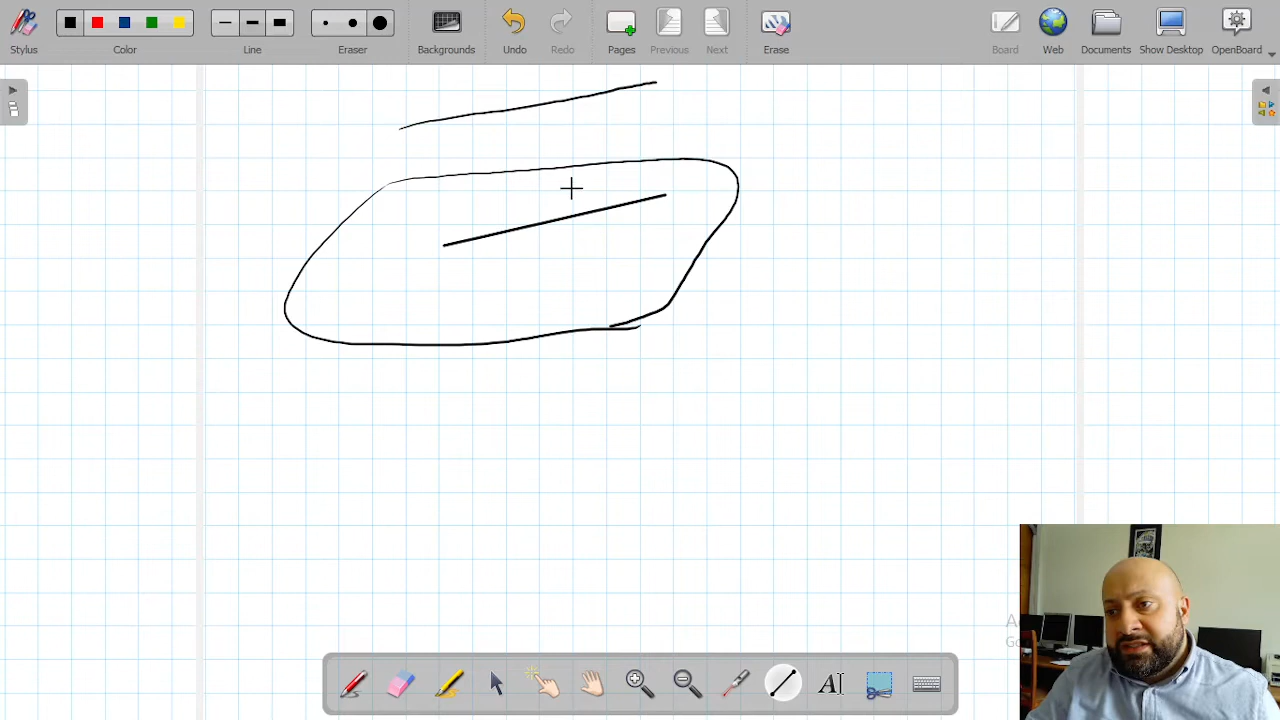 Stylus
Color
Line
Eraser
Backgrounds
Undo
Redo
Pages
Previous
Next
Erase
Board
Web
Documents
Show Desktop
OpenBoard